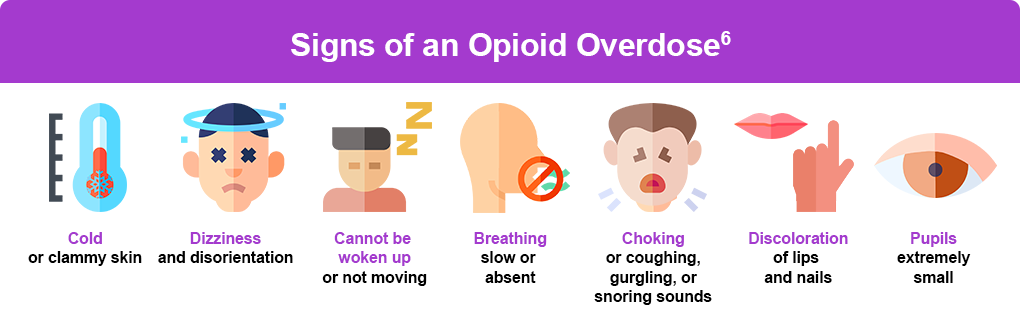 Signs of an Opioid Overdose6
Cold
or clammy skin
Dizziness
and disorientation
Cannot be
woken up
or not moving
Breathing
slow or
absent
Choking
or coughing,
gurgling, or
snoring sounds
Discoloration
of lips
and nails
Pupils
extremely
small